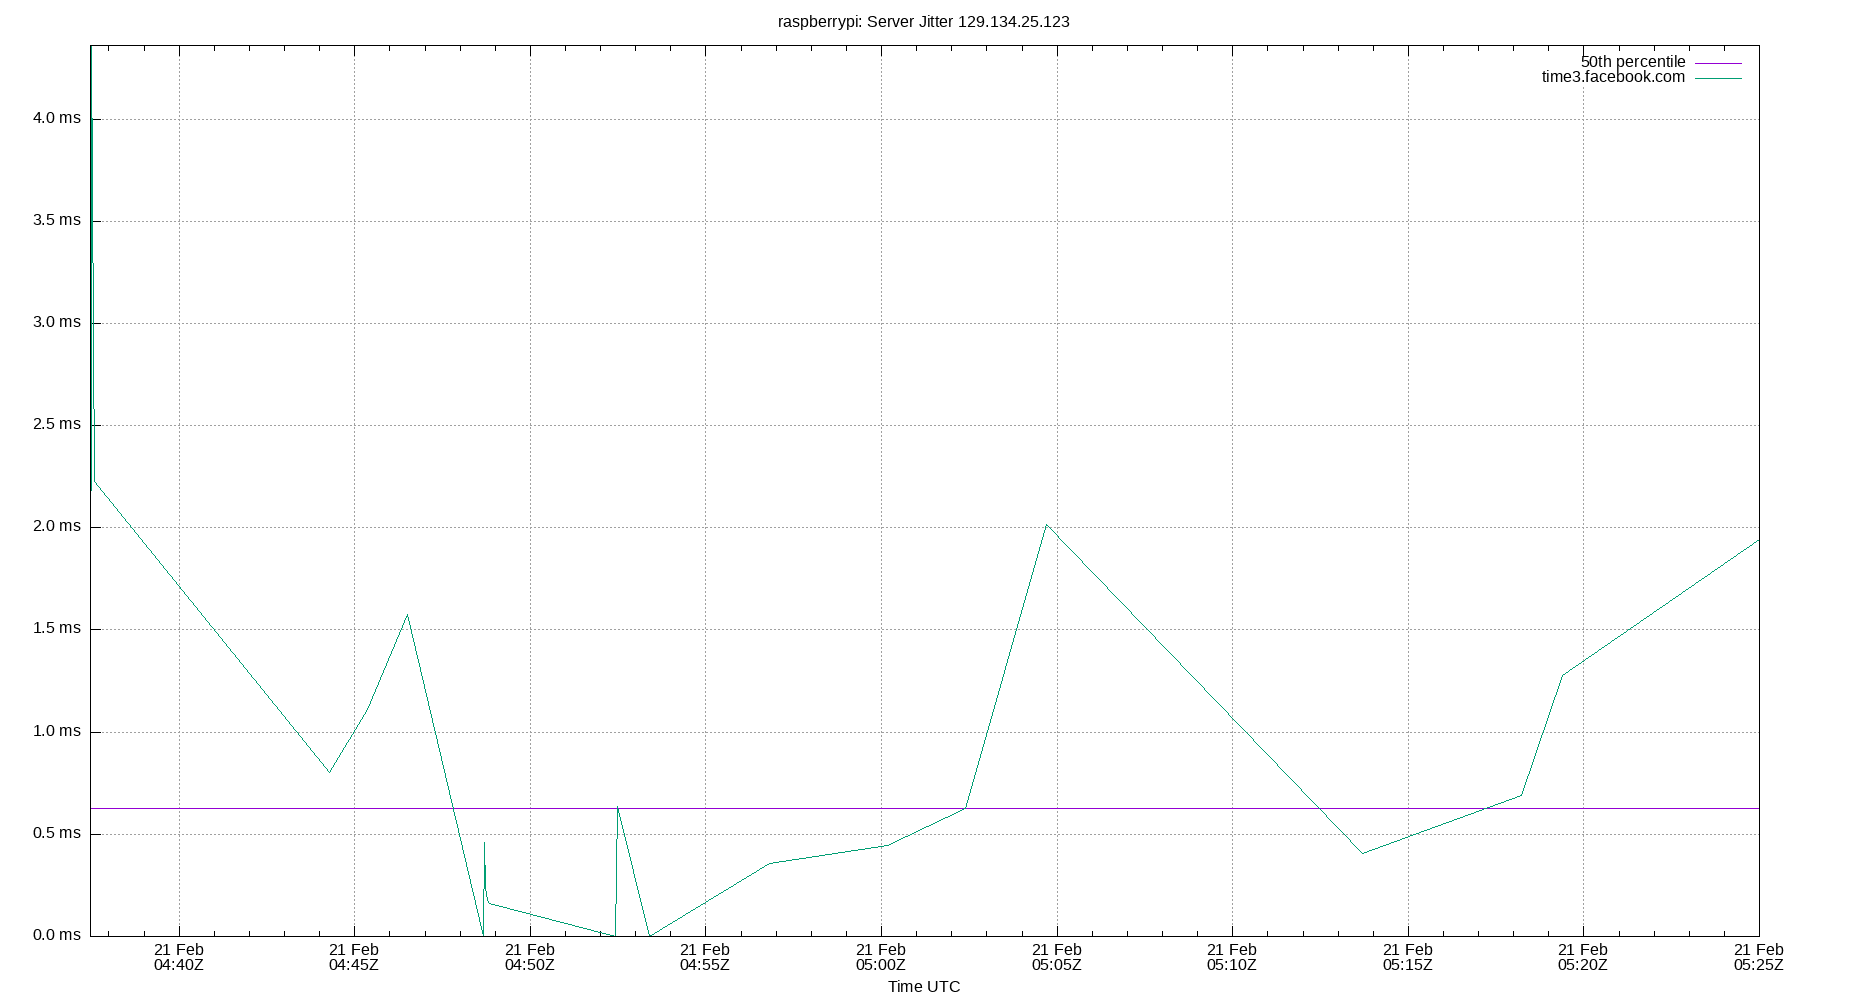 raspberrypi: Server Jitter 129.134.25.123
50th percentile
time3.facebook.com
4.0 ms
3.5 ms
3.0 ms
2.5 ms
2.0 ms
1.5 ms
1.0 ms
0.5 ms
0.0 ms
21 Feb 21 Feb 21 Feb 21 Feb 21 Feb 21 Feb 21 Feb 21 Feb 21 Feb 21 Feb
04:40Z 04:45Z 04:50Z 04:55Z 05:00Z 05:05Z 05:10Z 05:15Z 05:20Z 05:25Z
Time UTC